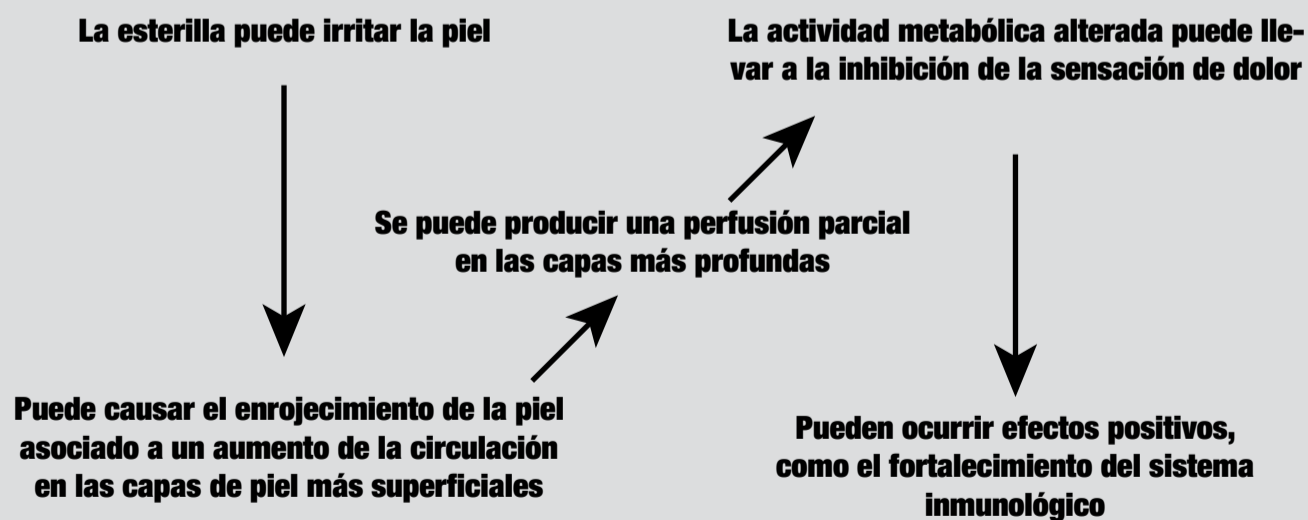 La esterilla puede irritar la piel
Puede causar el enrojecimiento de la piel
asociado a un aumento de la circulación
en las capas de piel más superficiales
Se puede producir una perfusión parcial
en las capas más profundas
La actividad metabólica alterada puede lle-
var a la inhibición de la sensación de dolor
Pueden ocurrir efectos positivos,
como el fortalecimiento del sistema
inmunológico